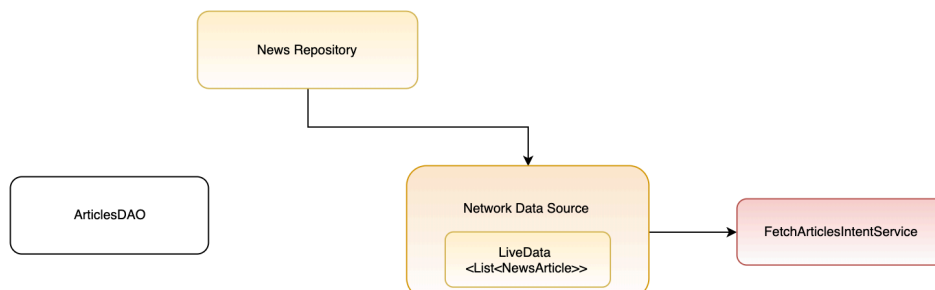 News Repository
ArticlesDAO
Network Data Source
LiveData
<List<NewsArticle>>
FetchArticlesIntentService